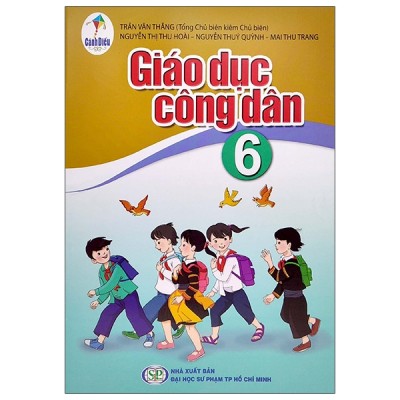 TRẦN VĂN THẮNG (Tổng Chủ biên kiêm Chủ biên)
NGUYỄN THỊ THU HOÀI – NGUYỄN THUÝ QUỲNH – MAI THU TRANG
Cánh Diều
Giáo dục
công dân
6
NHÀ XUẤT BẢN
ĐẠI HỌC SƯ PHẠM TP HỒ CHÍ MINH